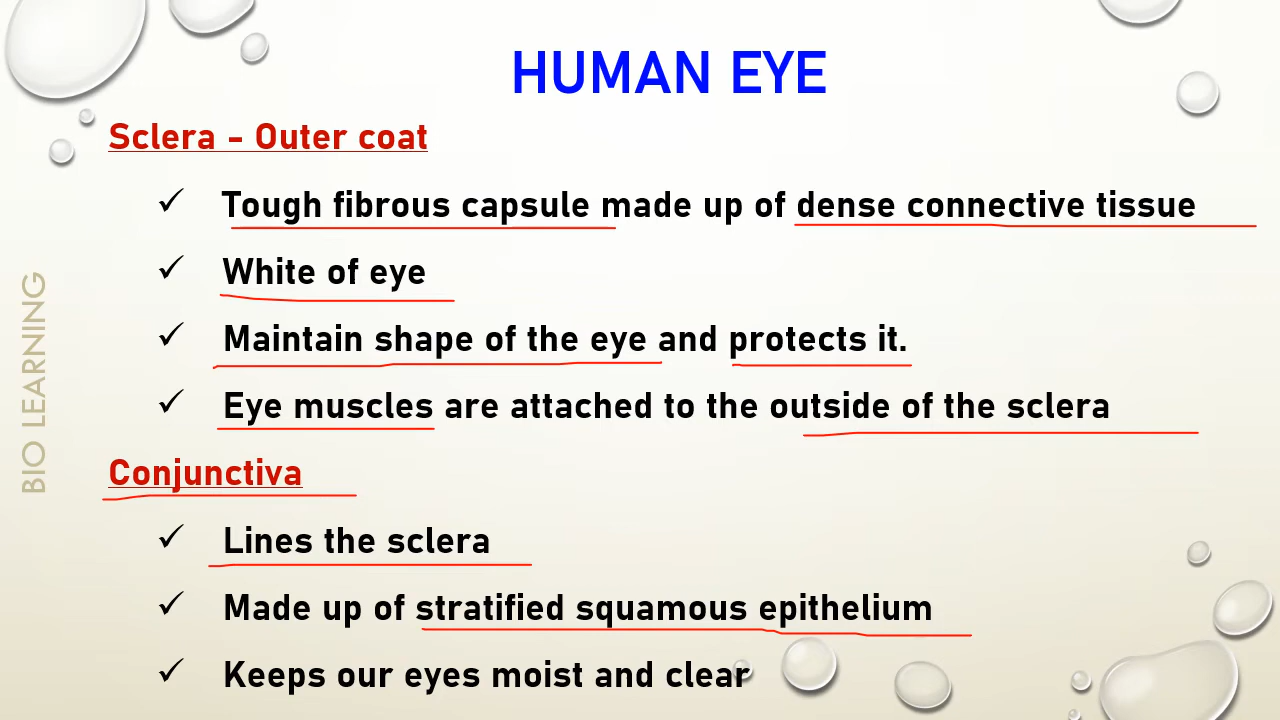 HUMAN EYE
Sclera - Outer coat
✓ Tough fibrous capsule made up of dense connective tissue
✓ White of eye
✓ Maintain shape of the eye and protects it.
✓ Eye muscles are attached to the outside of the sclera
Conjunctiva
✓ Lines the sclera
✓ Made up of stratified squamous epithelium
✓ Keeps our eyes moist and clear
BIO LEARNING